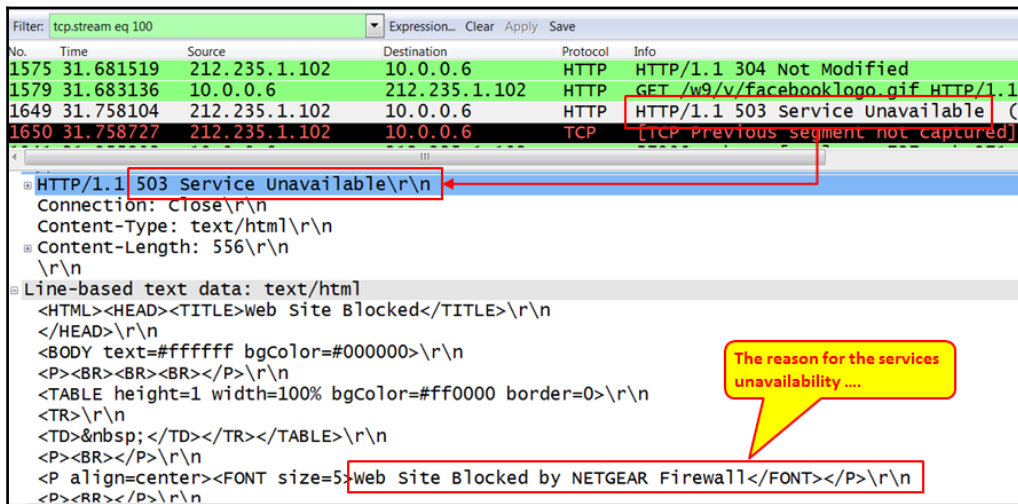 Filter: tcp.stream eq 100 Expression... Clear Apply Save
No. Time Source Destination Protocol Info
1575 31.681519 212.235.1.102 10.0.0.6 HTTP HTTP/1.1 304 Not Modified
1579 31.683136 10.0.0.6 212.235.1.102 HTTP GET /w9/v/facebooklogo.gif HTTP/1.1
1649 31.758104 212.235.1.102 10.0.0.6 HTTP HTTP/1.1 503 Service Unavailable (
1650 31.758727 212.235.1.102 10.0.0.6 TCP [TCP Previous segment not captured]
HTTP/1.1 503 Service Unavailable\r\n
Connection: Close\r\n
Content-Type: text/html\r\n
Content-Length: 556\r\n
\r\n
Line-based text data: text/html
<HTML><HEAD><TITLE>Web Site Blocked</TITLE>\r\n
</HEAD>\r\n
<BODY text=#ffffff bgColor=#000000>\r\n
<P><BR><BR><BR></P>\r\n
<TABLE height=1 width=100% bgColor=#ff0000 border=0>\r\n
<TR>\r\n
<TD>&nbsp;</TD></TR></TABLE>\r\n
<P><BR></P>\r\n
<P align=center><FONT size=5>Web Site Blocked by NETGEAR Firewall</FONT></P>\r\n
<P><BR></P>\r\n
The reason for the services
unavailability ....